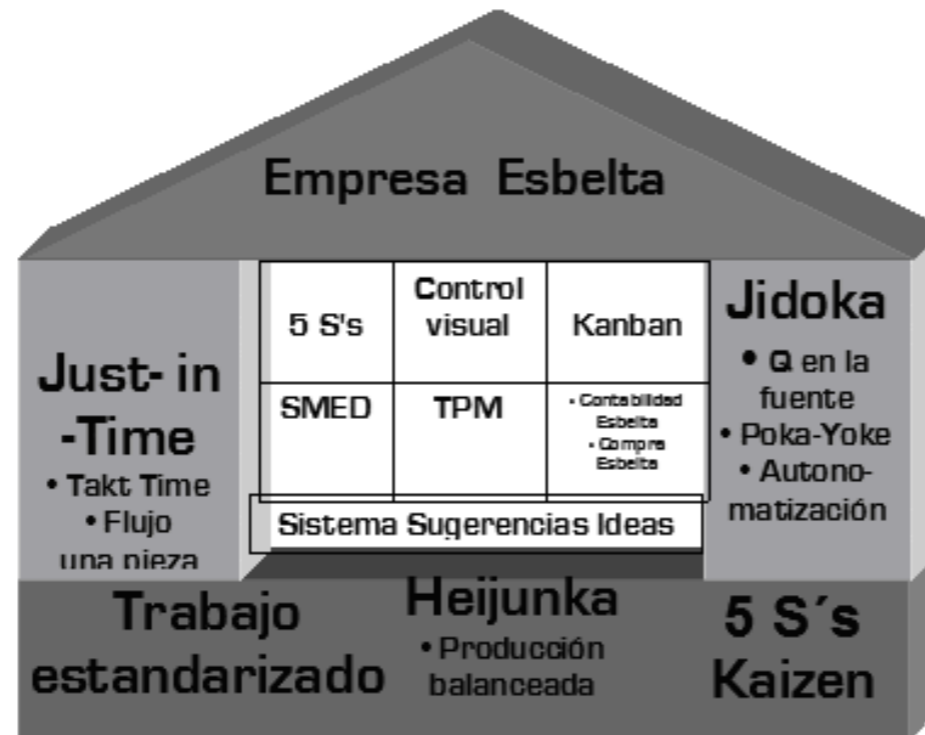 Empresa Esbelta
Just- in
-Time
• Takt Time
• Flujo
una pieza
5 S's
Control
visual
Kanban
SMED
TPM
• Contabilidad
Esbelta
• Compra
Esbelta
Sistema Sugerencias Ideas
Jidoka
• Q en la
fuente
• Poka-Yoke
• Autono-
matización
Trabajo
estandarizado
Heijunka
• Producción
balanceada
5 S´s
Kaizen